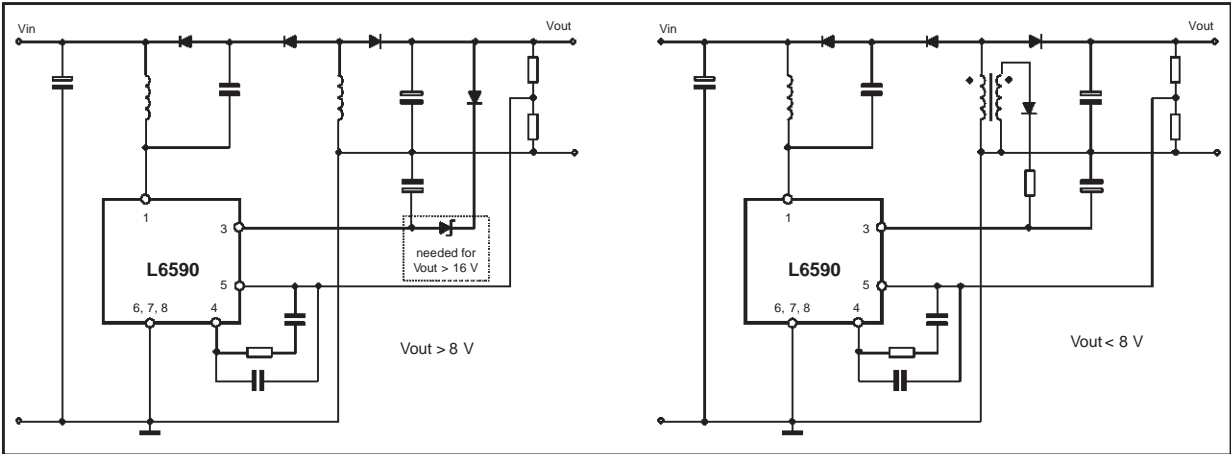 Vin
Vout
1
3
L6590
5
6, 7, 8
4
needed for
Vout > 16 V
Vout > 8 V
Vin
Vout
1
3
L6590
5
6, 7, 8
4
Vout < 8 V